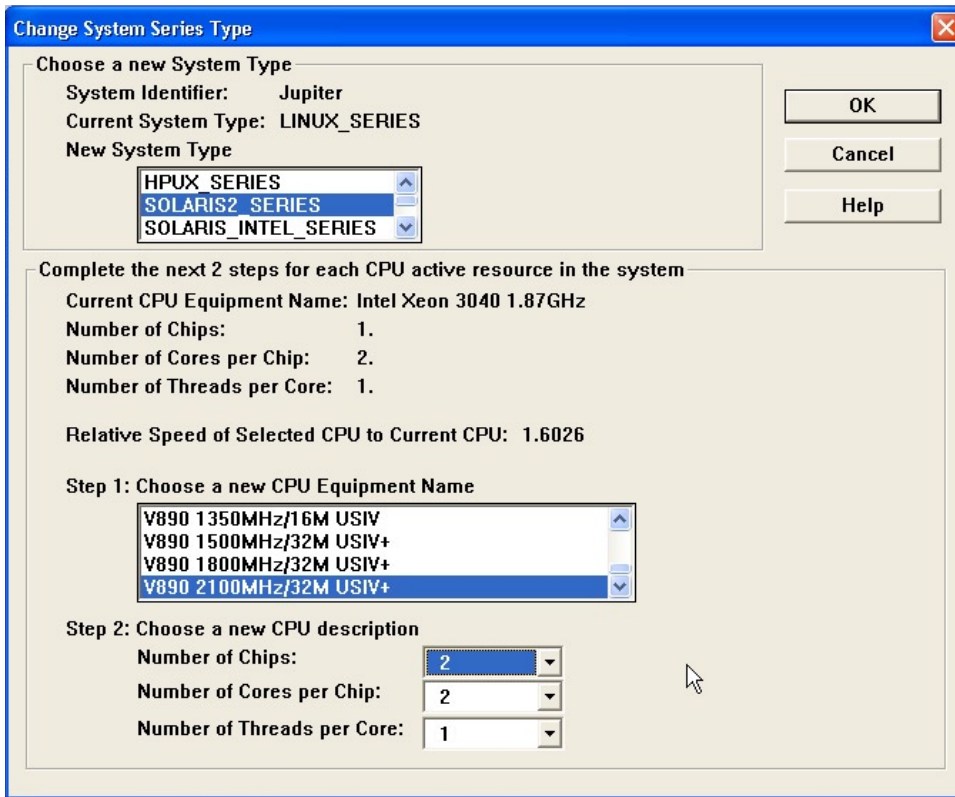 Change System Series Type
Choose a new System Type
System Identifier: Jupiter
Current System Type: LINUX_SERIES
New System Type
HPUX_SERIES
SOLARIS2_SERIES
SOLARIS_INTEL_SERIES
OK
Cancel
Help
Complete the next 2 steps for each CPU active resource in the system
Current CPU Equipment Name: Intel Xeon 3040 1.87GHz
Number of Chips: 1.
Number of Cores per Chip: 2.
Number of Threads per Core: 1.
Relative Speed of Selected CPU to Current CPU: 1.6026
Step 1: Choose a new CPU Equipment Name
V890 1350MHz/16M USIV
V890 1500MHz/32M USIV+
V890 1800MHz/32M USIV+
V890 2100MHz/32M USIV+
Step 2: Choose a new CPU description
Number of Chips: 2
Number of Cores per Chip: 2
Number of Threads per Core: 1